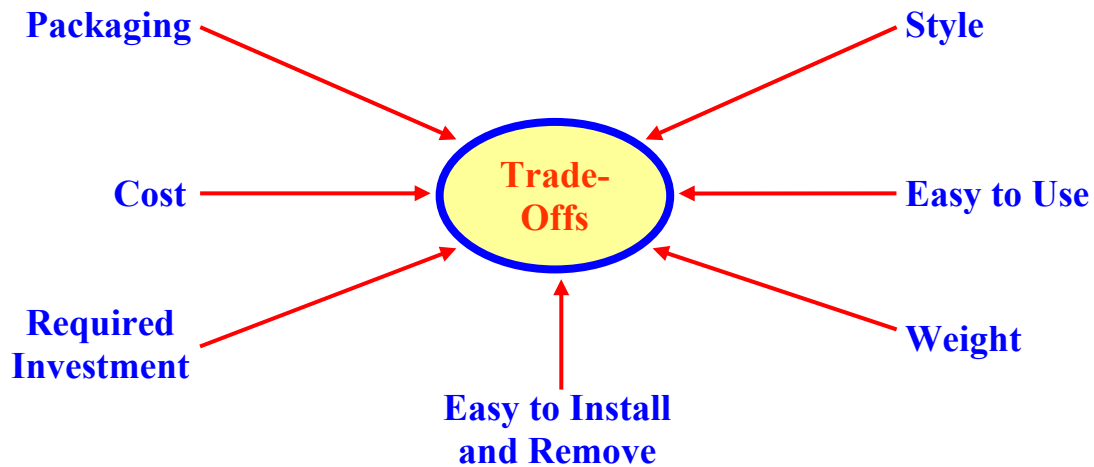 Packaging
Style
Trade-
Offs
Cost
Easy to Use
Required
Investment
Weight
Easy to Install
and Remove